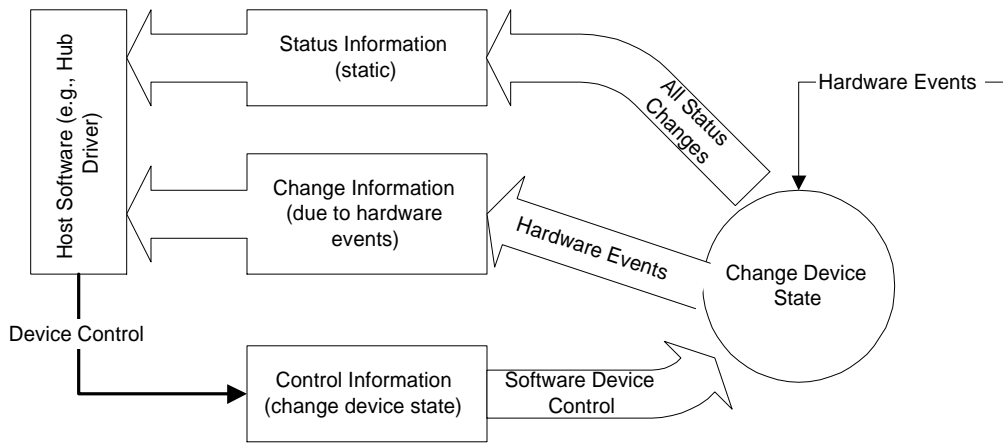 Host Software (e.g., Hub
Driver)
Status Information
(static)
All Status
Changes
Hardware Events
Change Information
(due to hardware
events)
Hardware Events
Change Device
State
Device Control
Control Information
(change device state)
Software Device
Control